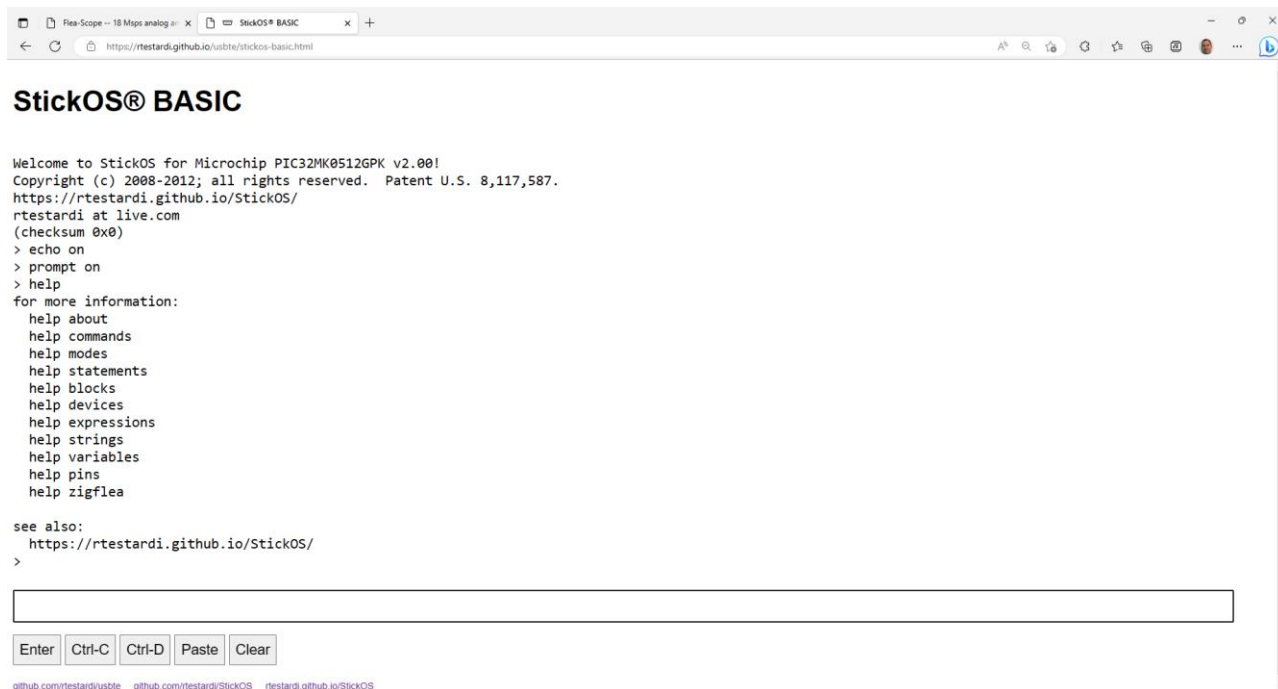 Flea-Scope -- 18 Msps analog an
StickOS® BASIC
https://rtestardi.github.io/usbte/stickos-basic.html
StickOS® BASIC
Welcome to StickOS for Microchip PIC32MK0512GPK v2.00!
Copyright (c) 2008-2012; all rights reserved.  Patent U.S. 8,117,587.
https://rtestardi.github.io/StickOS/
rtestardi at live.com
(checksum 0x0)
> echo on
> prompt on
> help
for more information:
  help about
  help commands
  help modes
  help statements
  help blocks
  help devices
  help expressions
  help strings
  help variables
  help pins
  help zigflea
see also:
  https://rtestardi.github.io/StickOS/
>
Enter Ctrl-C Ctrl-D Paste Clear
github.com/rtestardi/usbte github.com/rtestardi/StickOS rtestardi.github.io/StickOS